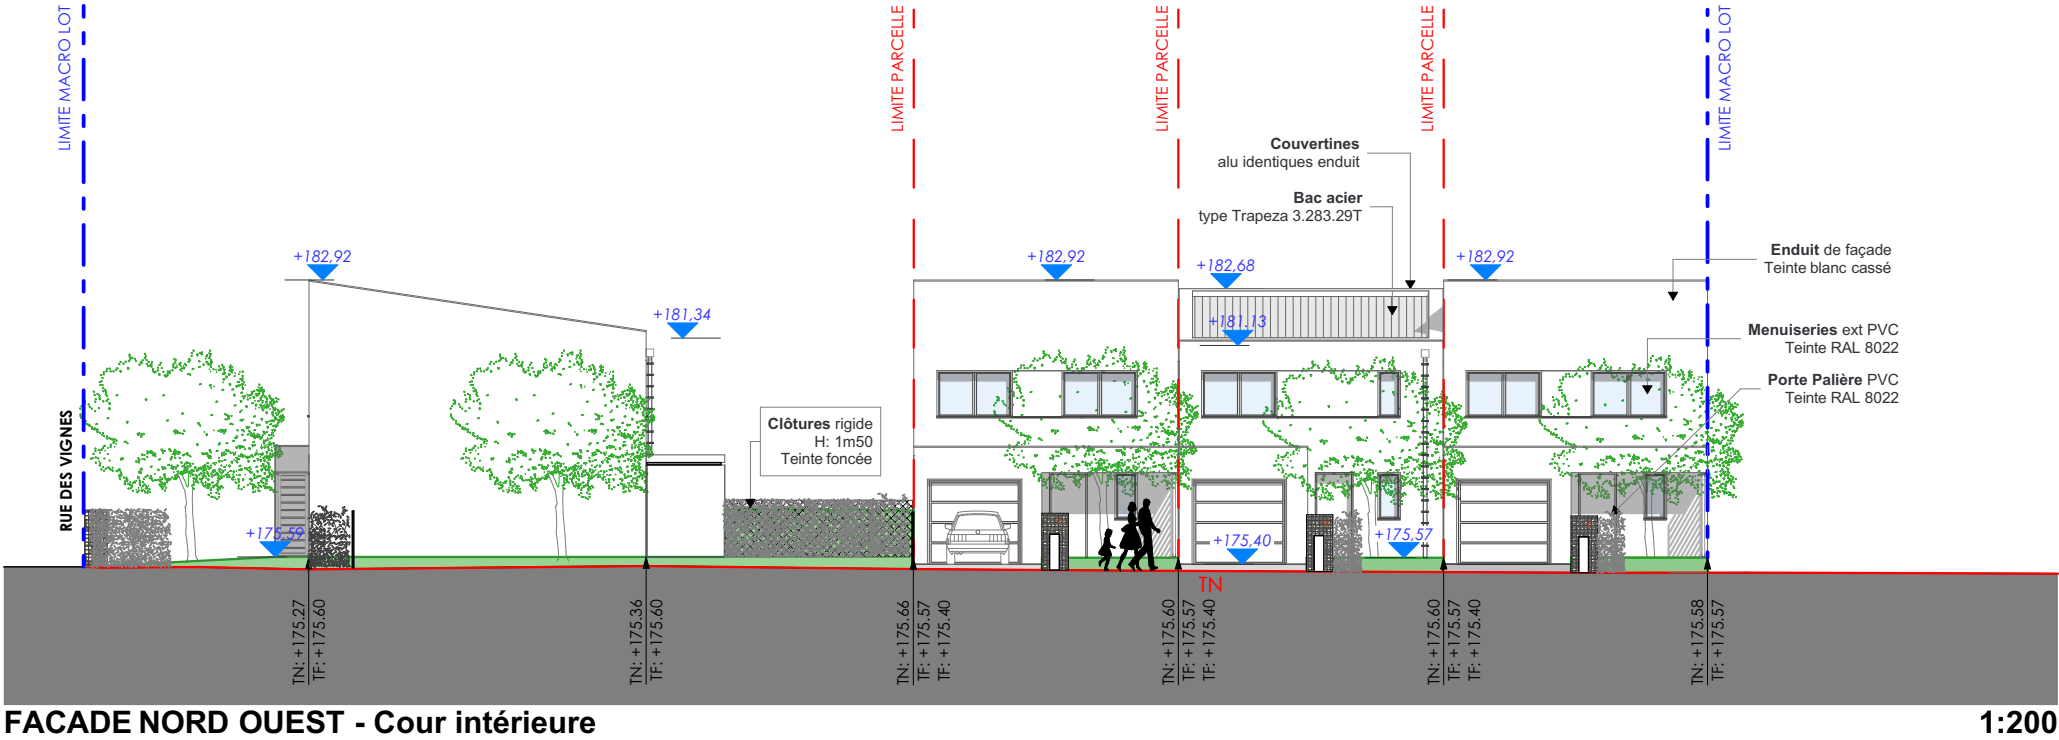 LIMITE MACRO LOT
LIMITE PARCELLE
LIMITE PARCELLE
LIMITE PARCELLE
LIMITE MACRO LOT
Couvertines
alu identiques enduit
Bac acier
type Trapeza 3.283.29T
+182,92
+182,92
+182,68
+182,92
Enduit de façade
Teinte blanc cassé
+181,34
+181.13
Menuiseries ext PVC
Teinte RAL 8022
Porte Palière PVC
Teinte RAL 8022
RUE DES VIGNES
Clôtures rigide
H: 1m50
Teinte foncée
+175,59
+175,40
+175,57
TN
TN: +175.27
TF: +175.60
TN: +175.36
TF: +175.60
TN: +175.66
TF: +175.57
TF: +175.40
TN: +175.60
TF: +175.57
TF: +175.40
TN: +175.60
TF: +175.57
TF: +175.40
TN: +175.58
TF: +175.57
FACADE NORD OUEST - Cour intérieure
1:200